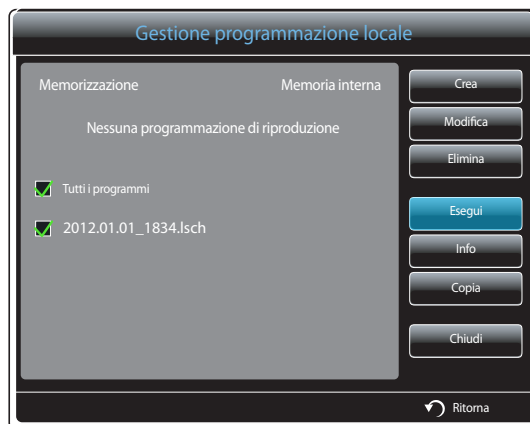 Gestione programmazione locale
Memorizzazione Memoria interna
Nessuna programmazione di riproduzione
Tutti i programmi
2012.01.01_1834.lsch
Crea
Modifica
Elimina
Esegui
Info
Copia
Chiudi
Ritorna